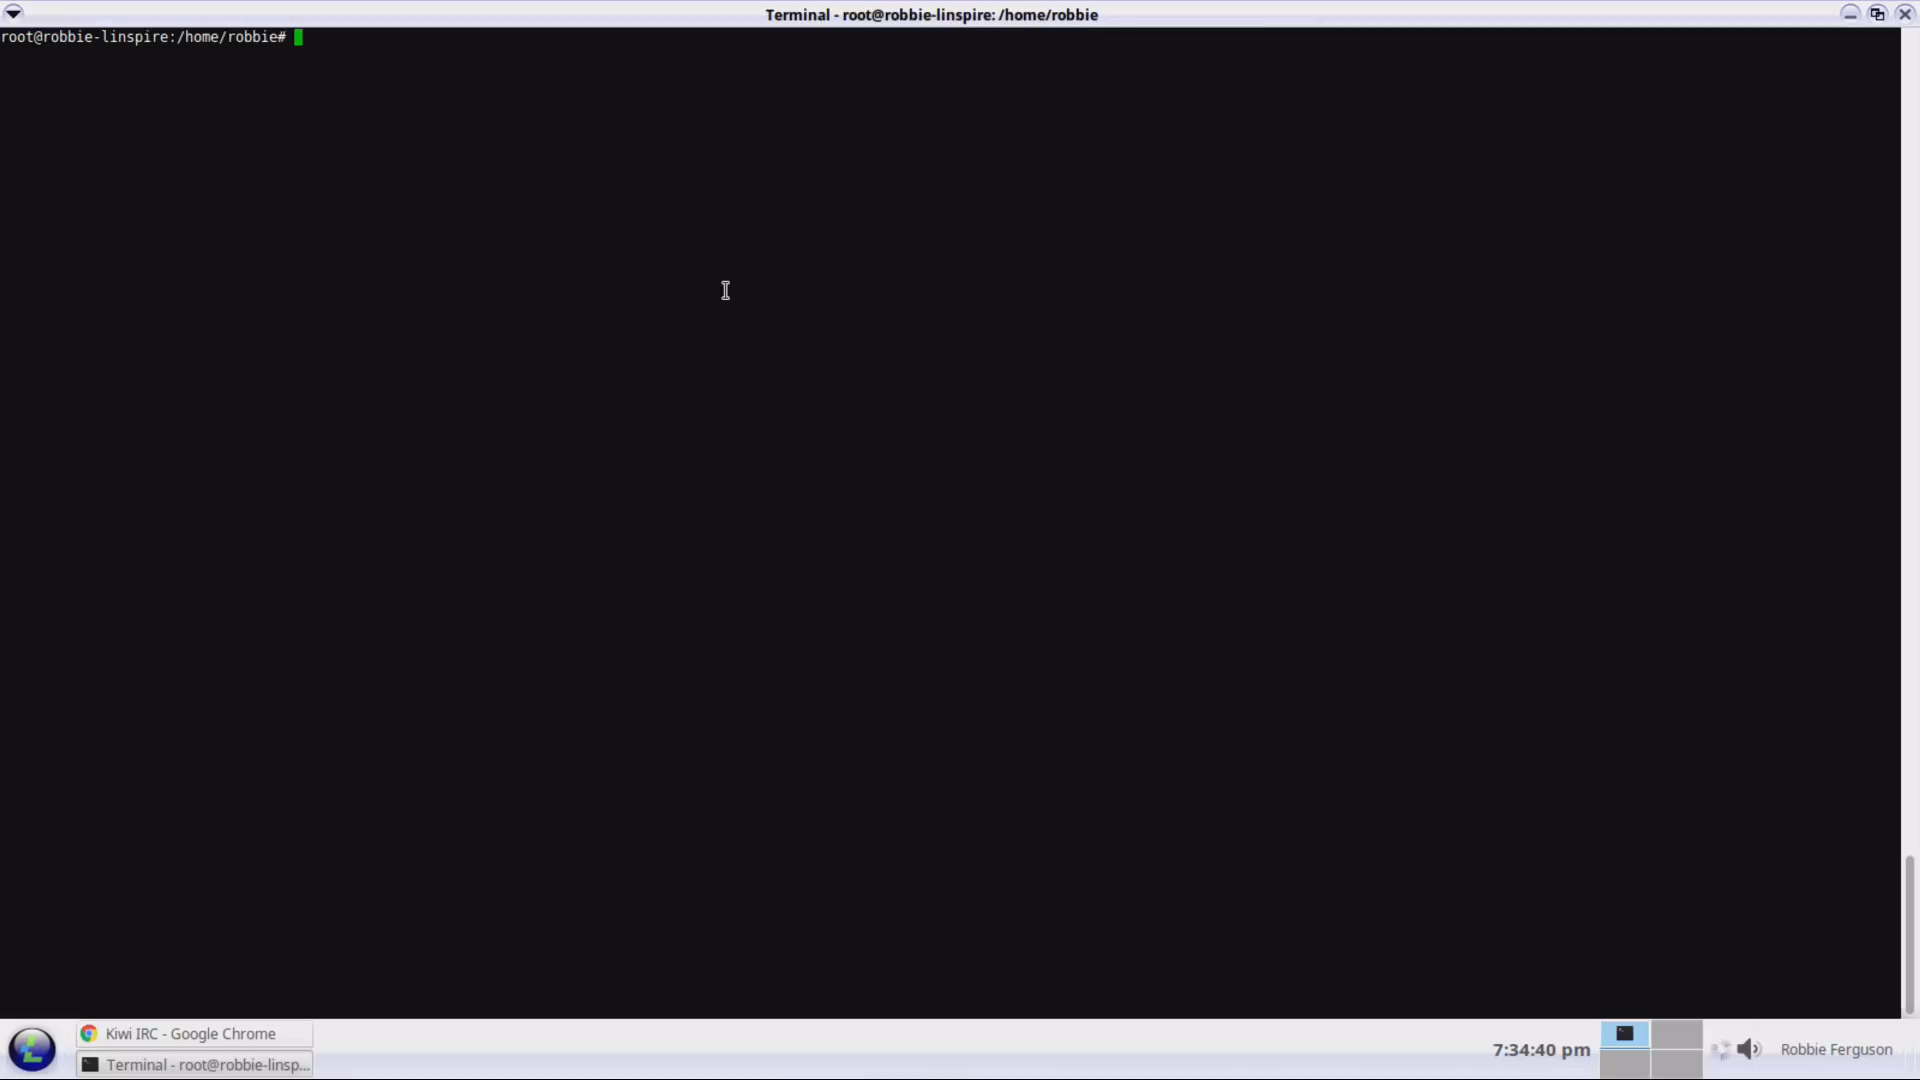 Terminal - root@robbie-linspire: /home/robbie
root@robbie-linspire:/home/robbie#
Kiwi IRC - Google Chrome
Terminal - root@robbie-linsp...
7:34:40 pm
Robbie Ferguson